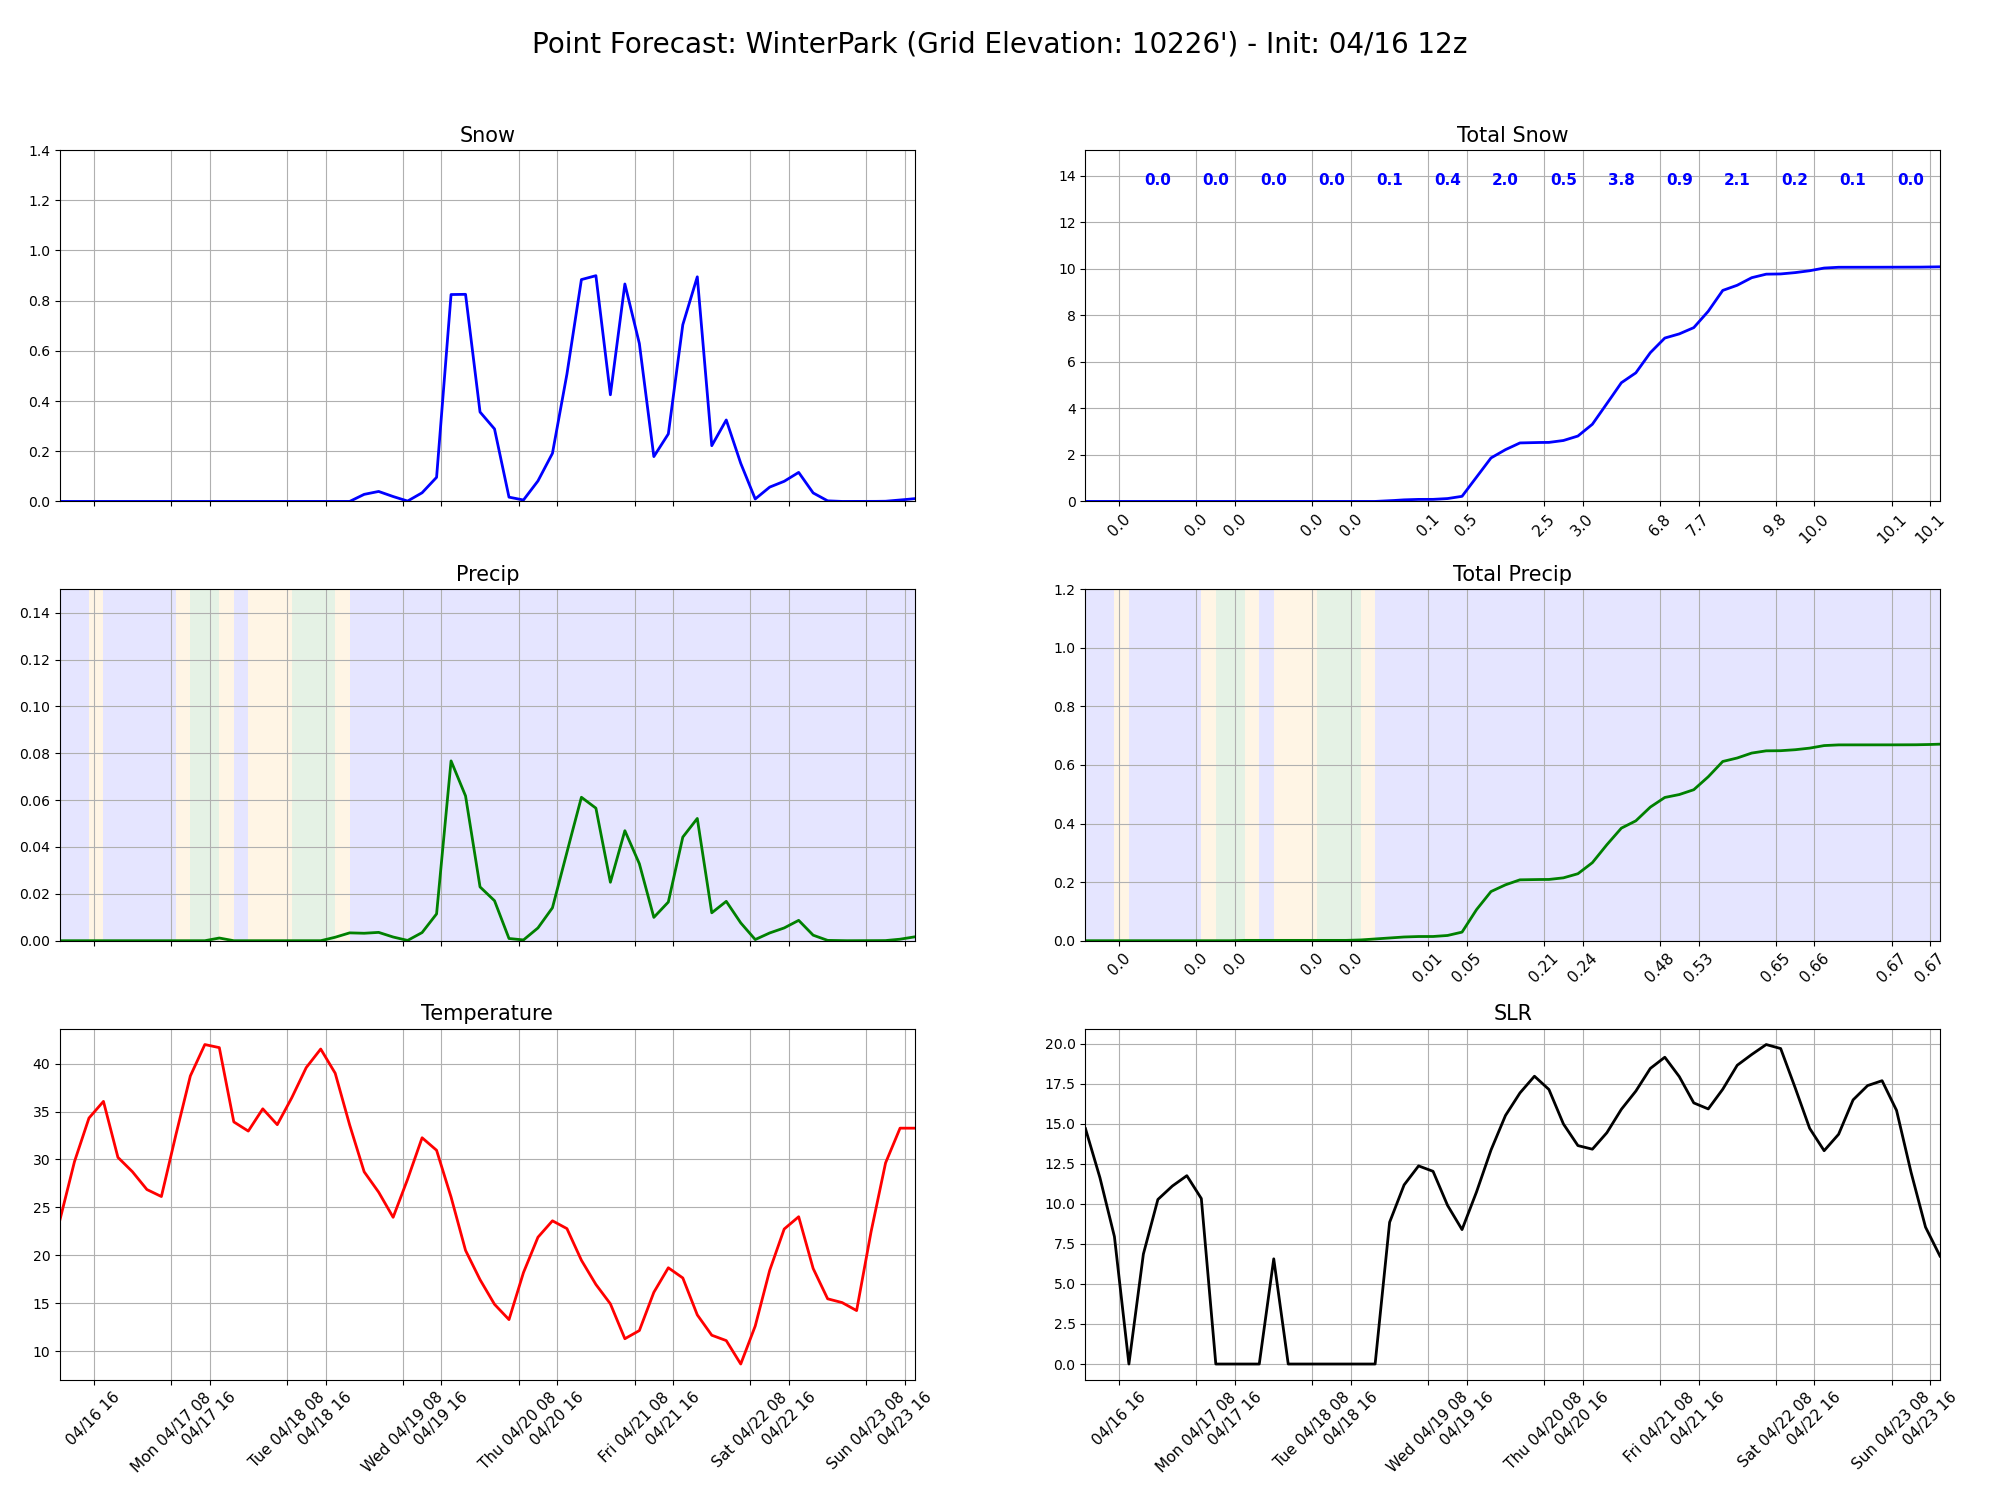 Point Forecast: WinterPark (Grid Elevation: 10226') - Init: 04/16 12z
Snow
1.4
1.2
1.0
0.8
0.6
0.4
0.2
0.0
Total Snow
14
12
10
8
6
4
2
0
0.0 0.0 0.0 0.0 0.1 0.4 2.0 0.5 3.8 0.9 2.1 0.2 0.1 0.0
0.0 0.0 0.0 0.0 0.0 0.1 0.5 2.5 3.0 6.8 7.7 9.8 10.0 10.1 10.1
Precip
0.14
0.12
0.10
0.08
0.06
0.04
0.02
0.00
Total Precip
1.2
1.0
0.8
0.6
0.4
0.2
0.0
0.0 0.0 0.0 0.0 0.0 0.01 0.05 0.21 0.24 0.48 0.53 0.65 0.66 0.67 0.67
Temperature
40
35
30
25
20
15
10
04/16 16
Mon 04/17 08
04/17 16
Tue 04/18 08
04/18 16
Wed 04/19 08
04/19 16
Thu 04/20 08
04/20 16
Fri 04/21 08
04/21 16
Sat 04/22 08
04/22 16
Sun 04/23 08
04/23 16
SLR
20.0
17.5
15.0
12.5
10.0
7.5
5.0
2.5
0.0
04/16 16
Mon 04/17 08
04/17 16
Tue 04/18 08
04/18 16
Wed 04/19 08
04/19 16
Thu 04/20 08
04/20 16
Fri 04/21 08
04/21 16
Sat 04/22 08
04/22 16
Sun 04/23 08
04/23 16